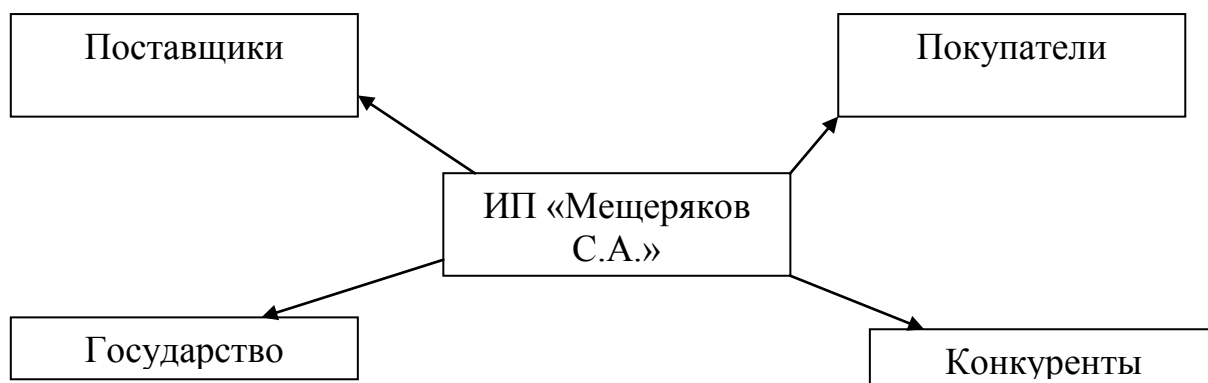 Поставщики
Покупатели
ИП «Мещеряков
С.А.»
Государство
Конкуренты